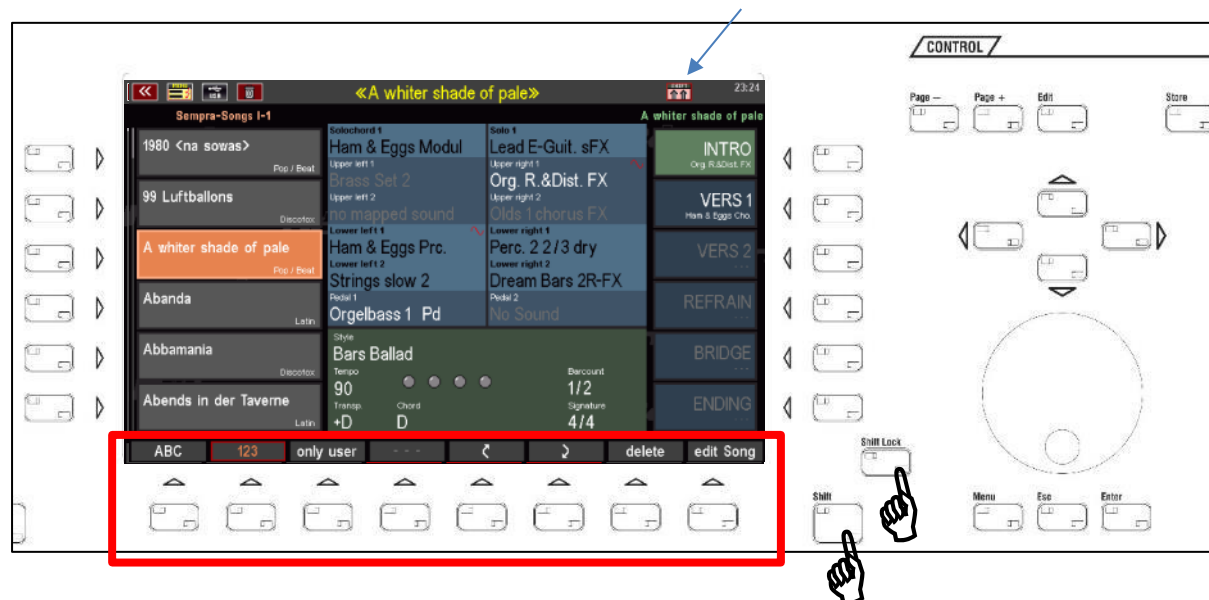 CONTROL
Page − Page + Edit Store
MENU
USB
«A whiter shade of pale»
SHIFT
23:24
Sempra-Songs I-1
A whiter shade of pale
1980 <na sowas>
Pop / Beat
99 Luftballons
Discofox
A whiter shade of pale
Pop / Beat
Abanda
Latin
Abbamania
Discofox
Abends in der Taverne
Latin
Solochord 1
Ham & Eggs Modul
Solo 1
Lead E-Guit. sFX
Upper left 1
Brass Set 2
Upper right 1
Org. R.&Dist. FX
Upper left 2
no mapped sound
Upper right 2
Olds 1chorus FX
Lower left 1
Ham & Eggs Prc.
Lower right 1
Perc. 2 2/3 dry
Lower left 2
Strings slow 2
Lower right 2
Dream Bars 2R-FX
Pedal 1
Orgelbass 1 Pd
Pedal 2
No Sound
Style
Bars Ballad
Tempo
90
Barcount
1/2
Transp.
+D
Chord
D
Signature
4/4
INTRO
Org. R.&Dist. FX
VERS 1
Ham & Eggs Cho.
VERS 2
---
REFRAIN
---
BRIDGE
---
ENDING
---
ABC 123 only user --- delete edit Song
Shift Lock
Shift
Menu Esc Enter